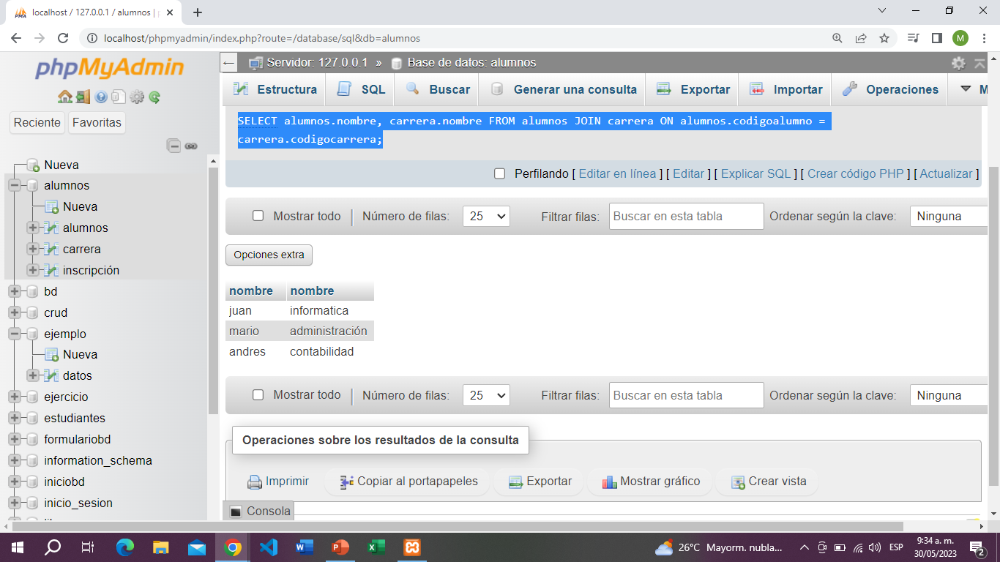 localhost / 127.0.0.1 / alumnos | p
localhost/phpmyadmin/index.php?route=/database/sql&db=alumnos
M
phpMyAdmin
Reciente
Favoritas
Nueva
alumnos
Nueva
alumnos
carrera
inscripción
bd
crud
ejemplo
Nueva
datos
ejercicio
estudiantes
formulariobd
information_schema
iniciobd
inicio_sesion
Servidor: 127.0.0.1 » Base de datos: alumnos
Estructura SQL Buscar Generar una consulta Exportar Importar Operaciones M
SELECT alumnos.nombre, carrera.nombre FROM alumnos JOIN carrera ON alumnos.codigoalumno =
carrera.codigocarrera;
Perfilando [ Editar en línea ] [ Editar ] [ Explicar SQL ] [ Crear código PHP ] [ Actualizar ]
Mostrar todo | Número de filas: 25 Filtrar filas: Buscar en esta tabla Ordenar según la clave: Ninguna
Opciones extra
nombre nombre
juan informatica
mario administración
andres contabilidad
Mostrar todo | Número de filas: 25 Filtrar filas: Buscar en esta tabla Ordenar según la clave: Ninguna
Operaciones sobre los resultados de la consulta
Imprimir Copiar al portapapeles Exportar Mostrar gráfico Crear vista
Consola
26°C Mayorm. nubla... ESP
9:34 a. m.
30/05/2023
2